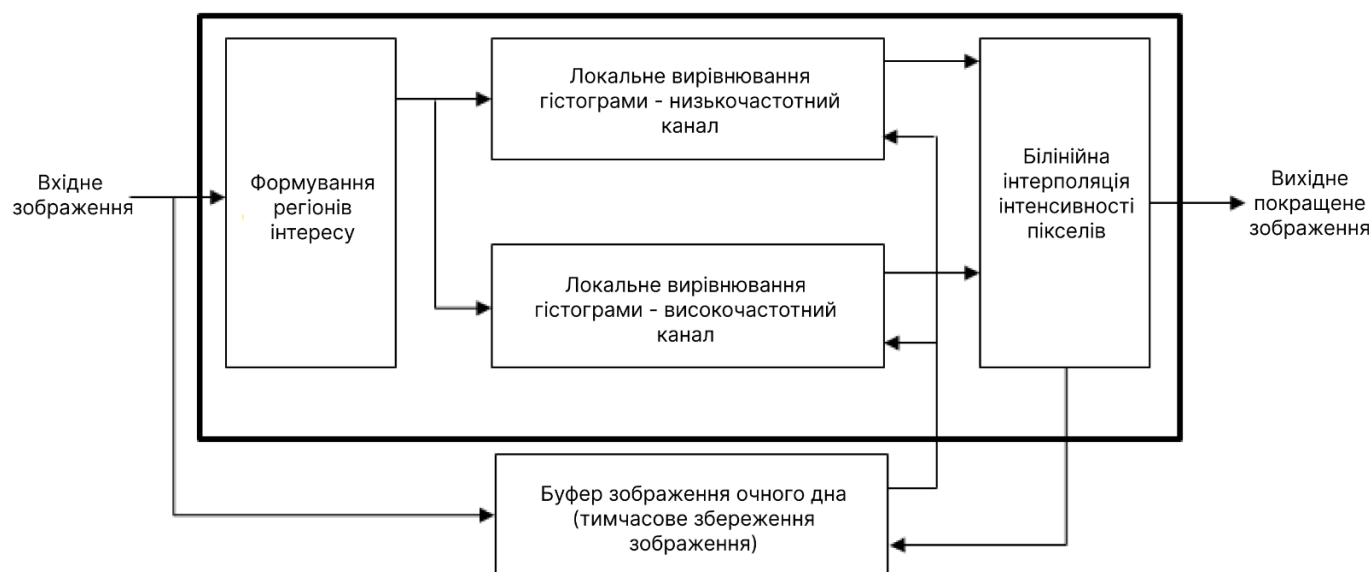 Вхідне
зображення
Формування
регіонів
інтересу
Локальне вирівнювання
гістограми - низькочастотний
канал
Локальне вирівнювання
гістограми - височастотний
канал
Білінійна
інтерполяція
інтенсивності
пікселів
Вихідне
покращене
зображення
Буфер зображення очного дна
(тимчасове збереження
зображення)